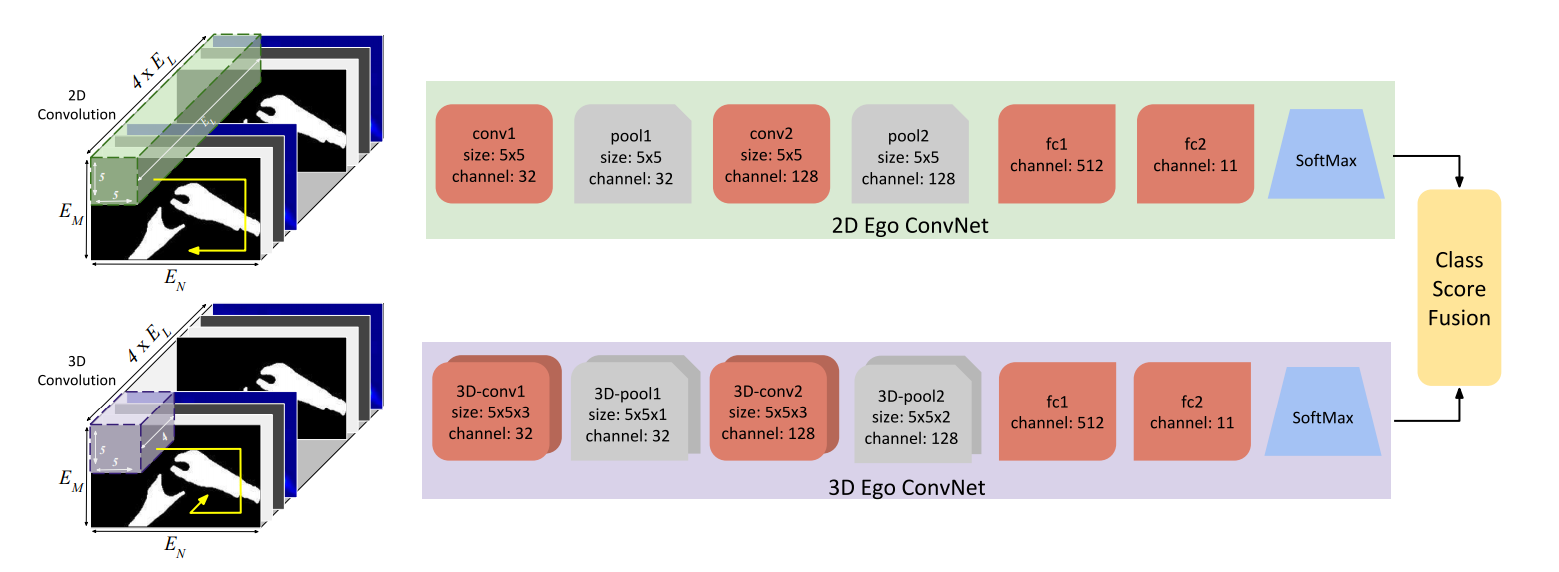 2D
Convolution
4 x E_L
E_L
5
5
E_M
E_N
conv1
size: 5x5
channel: 32
pool1
size: 5x5
channel: 32
conv2
size: 5x5
channel: 128
pool2
size: 5x5
channel: 128
fc1
channel: 512
fc2
channel: 11
SoftMax
2D Ego ConvNet
Class
Score
Fusion
3D
Convolution
4 x E_L
5
5
E_M
E_N
3D-conv1
size: 5x5x3
channel: 32
3D-pool1
size: 5x5x1
channel: 32
3D-conv2
size: 5x5x3
channel: 128
3D-pool2
size: 5x5x2
channel: 128
fc1
channel: 512
fc2
channel: 11
SoftMax
3D Ego ConvNet